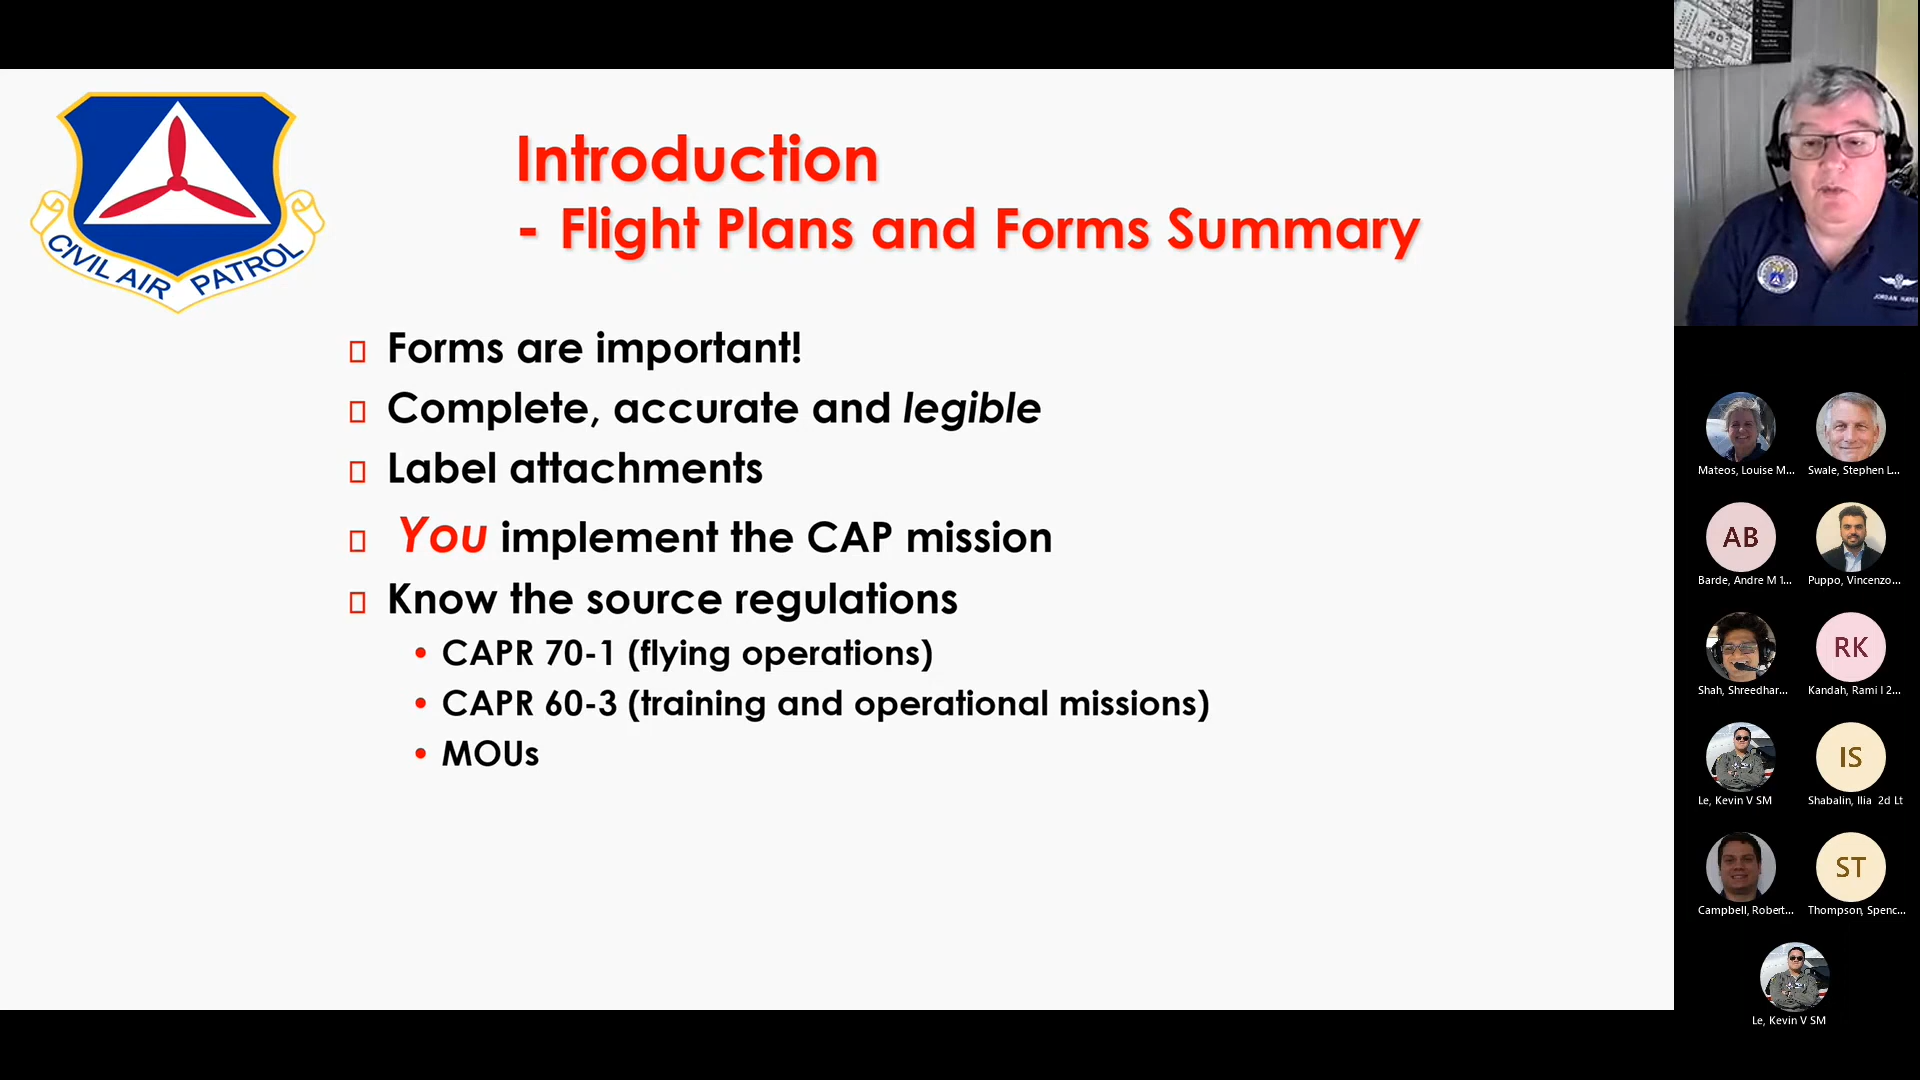 CIVIL AIR PATROL
Introduction
- Flight Plans and Forms Summary
Forms are important!
Complete, accurate and legible
Label attachments
You implement the CAP mission
Know the source regulations
• CAPR 70-1 (flying operations)
• CAPR 60-3 (training and operational missions)
• MOUs
JORDAN HAYES
Mateos, Louise M...
Swale, Stephen L...
AB
Barde, Andre M 1...
Puppo, Vincenzo...
Shah, Shreedhar...
RK
Kandah, Rami I 2...
Le, Kevin V SM
IS
Shabalin, Ilia 2d Lt
Campbell, Robert...
ST
Thompson, Spenc...
Le, Kevin V SM